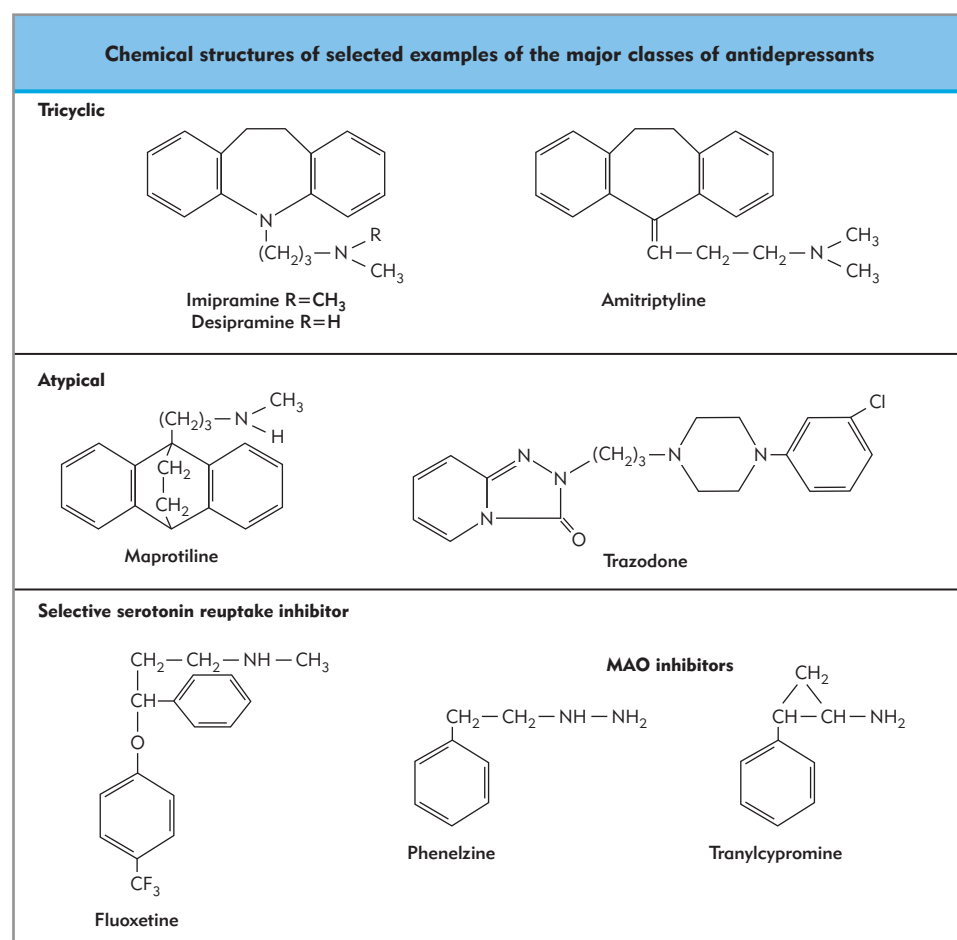 Chemical structures of selected examples of the major classes of antidepressants
Tricyclic
N
(CH₂)₃—N
R
CH₃
Imipramine R=CH₃
Desipramine R=H
CH—CH₂—CH₂—N
CH₃
CH₃
Amitriptyline
Atypical
(CH₂)₃—N
CH₃
H
CH₂
CH₂
Maprotiline
N
N
N
O
(CH₂)₃
N
N
Cl
Trazodone
Selective serotonin reuptake inhibitor
CH₂—CH₂—NH—CH₃
CH
O
CF₃
Fluoxetine
MAO inhibitors
CH₂—CH₂—NH—NH₂
Phenelzine
CH₂
CH—CH—NH₂
Tranylcypromine